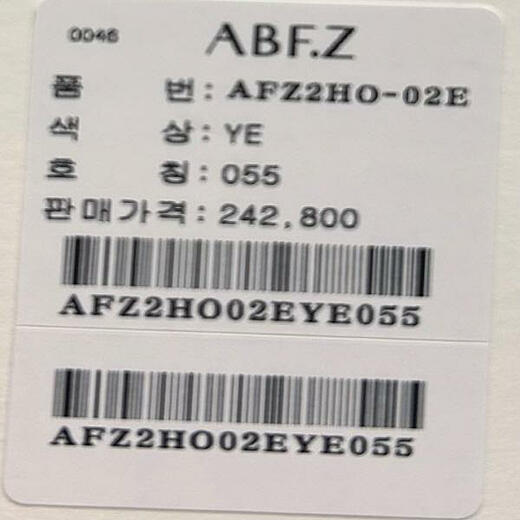 0046
ABF.Z
품 번 : AFZ2HO-02E
색 상 : YE
호 칭 : 055
판매가격 : 242,800
AFZ2HO02EYE055
AFZ2HO02EYE055